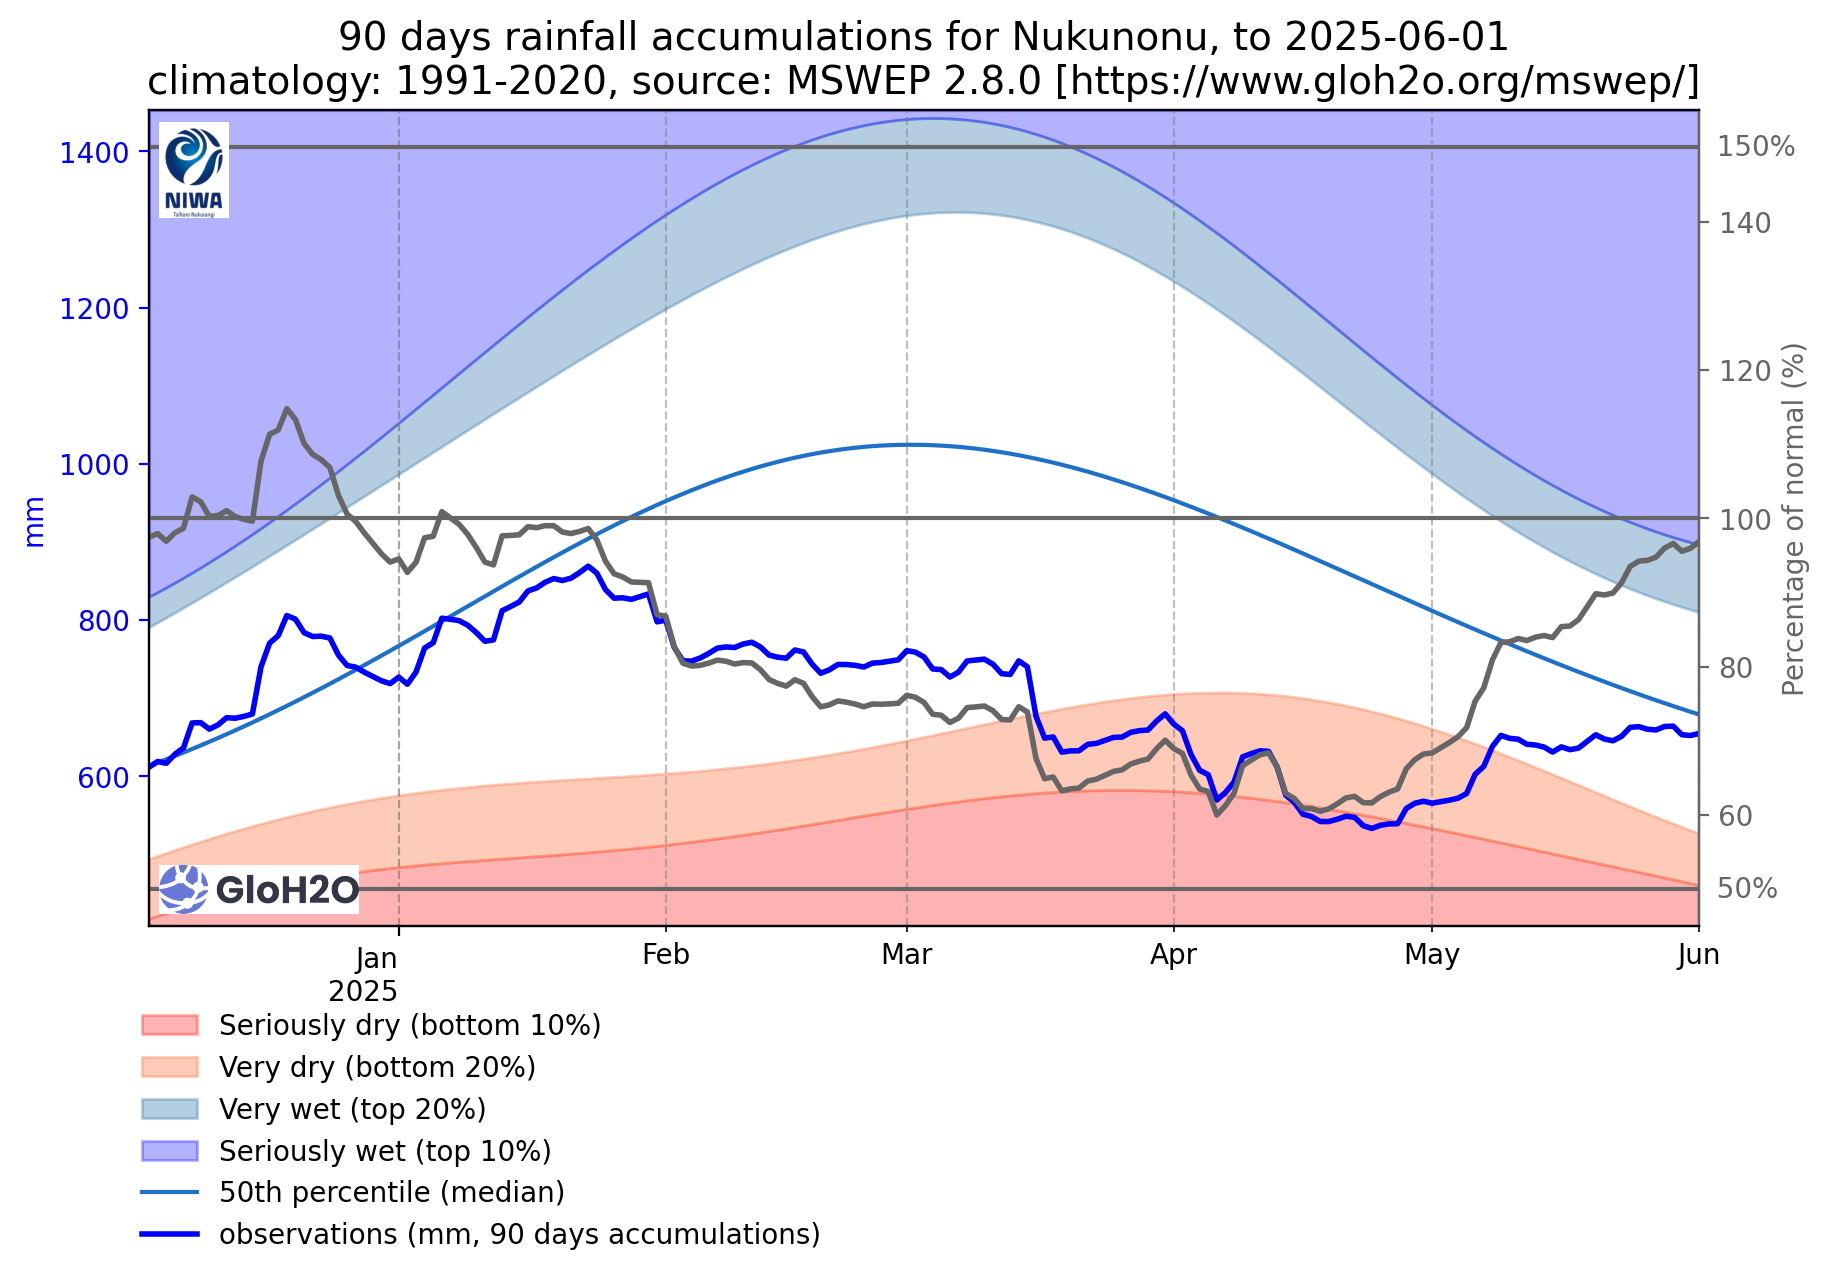 90 days rainfall accumulations for Nukunonu, to 2025-06-01
climatology: 1991-2020, source: MSWEP 2.8.0 [https://www.gloh2o.org/mswep/]
NIWA
Taihoro Nukurangi
1400
1200
1000
800
600
mm
150%
140
120
100
80
60
50%
Percentage of normal (%)
GloH2O
Jan
2025
Feb
Mar
Apr
May
Jun
Seriously dry (bottom 10%)
Very dry (bottom 20%)
Very wet (top 20%)
Seriously wet (top 10%)
50th percentile (median)
observations (mm, 90 days accumulations)